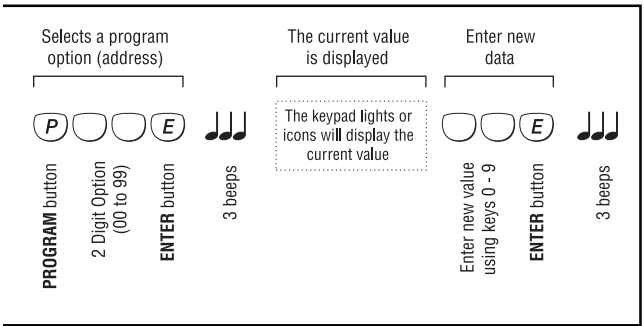 Selects a program
option (address)
The current value
is displayed
Enter new
data
P
E
The keypad lights or
icons will display the
current value
E
PROGRAM button
2 Digit Option
(00 to 99)
ENTER button
3 beeps
Enter new value
using keys 0 - 9
ENTER button
3 beeps